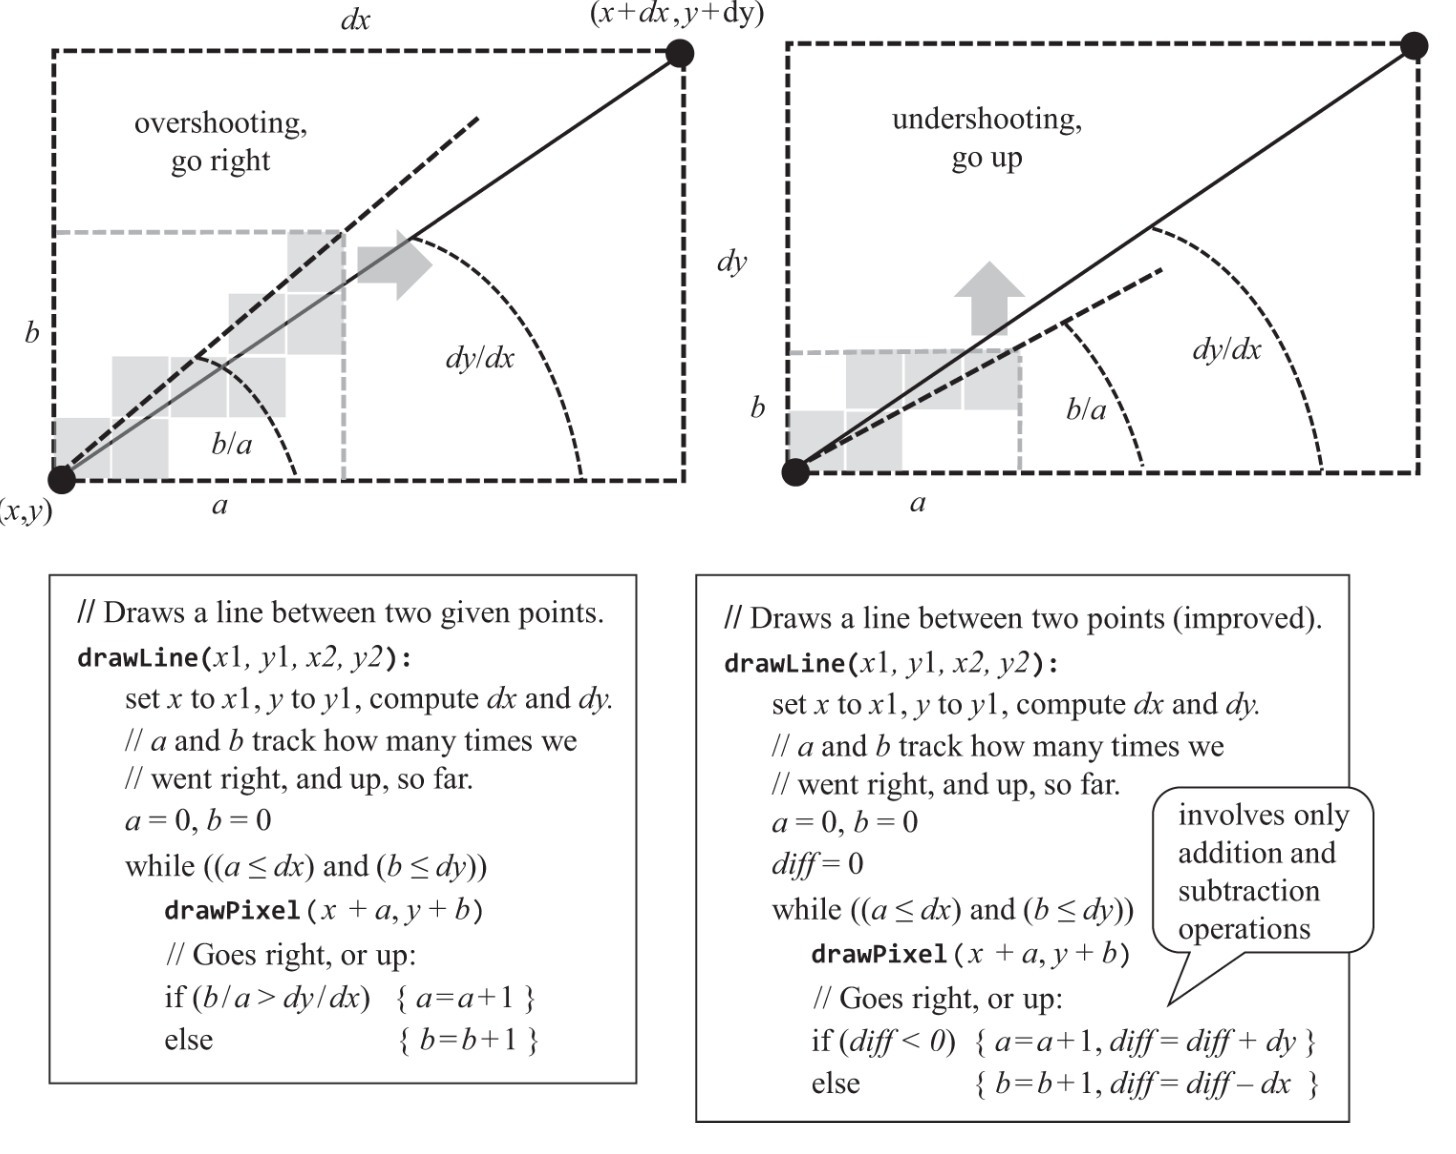 dx
(x+dx,y+dy)
overshooting,
go right
b
b/a
dy/dx
(x,y)
a
undershooting,
go up
dy
dy/dx
b
b/a
a
// Draws a line between two given points.
drawLine(x1, y1, x2, y2):
set x to x1, y to y1, compute dx and dy.
// a and b track how many times we
// went right, and up, so far.
a = 0, b = 0
while ((a ≤ dx) and (b ≤ dy))
drawPixel(x + a, y + b)
// Goes right, or up:
if (b/a > dy/dx) { a=a+1 }
else { b=b+1 }
// Draws a line between two points (improved).
drawLine(x1, y1, x2, y2):
set x to x1, y to y1, compute dx and dy.
// a and b track how many times we
// went right, and up, so far.
a = 0, b = 0
diff = 0
while ((a ≤ dx) and (b ≤ dy))
drawPixel(x + a, y + b)
// Goes right, or up:
if (diff < 0) { a=a+1, diff = diff + dy }
else { b=b+1, diff = diff – dx }
involves only
addition and
subtraction
operations